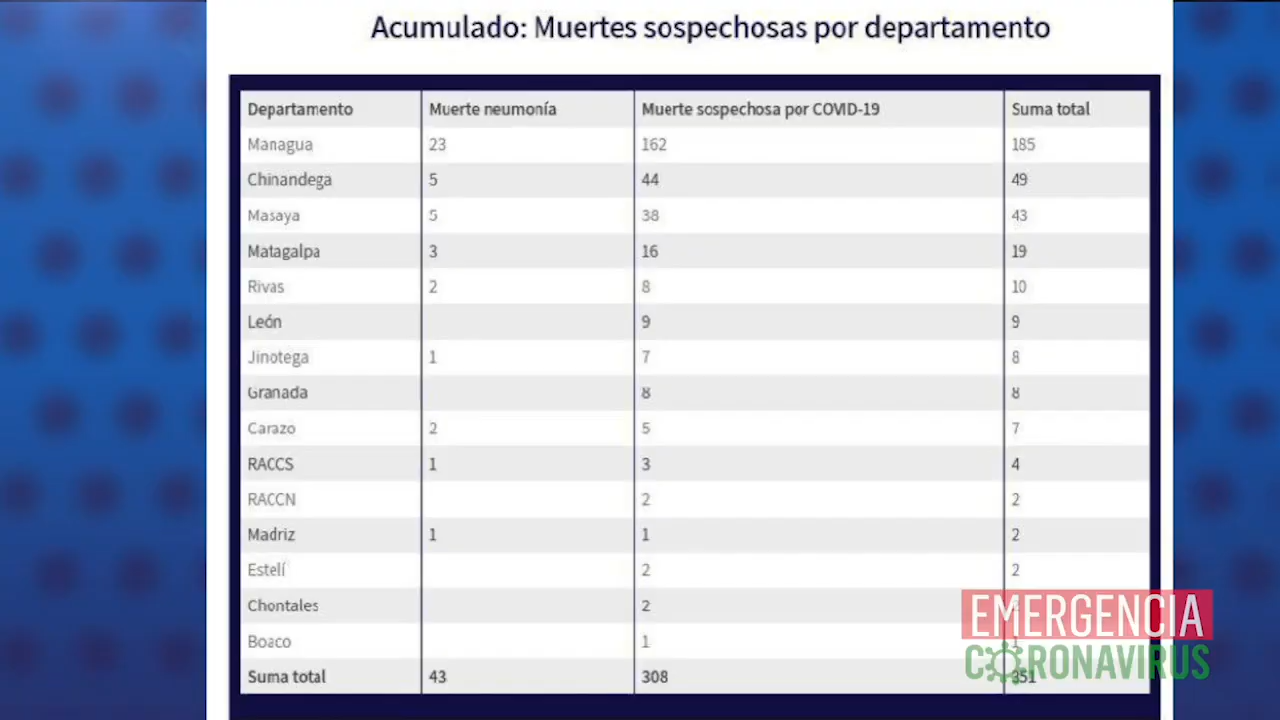 Acumulado: Muertes sospechosas por departamento
Departamento Muerte neumonía Muerte sospechosa por COVID-19 Suma total
Managua 23 162 185
Chinandega 5 44 49
Masaya 5 38 43
Matagalpa 3 16 19
Rivas 2 8 10
León 9 9
Jinotega 1 7 8
Granada 8 8
Carazo 2 5 7
RACCS 1 3 4
RACCN 2 2
Madriz 1 1 2
Estelí 2 2
Chontales 2 2
Boaco 1 1
Suma total 43 308 351
EMERGENCIA
CORONAVIRUS